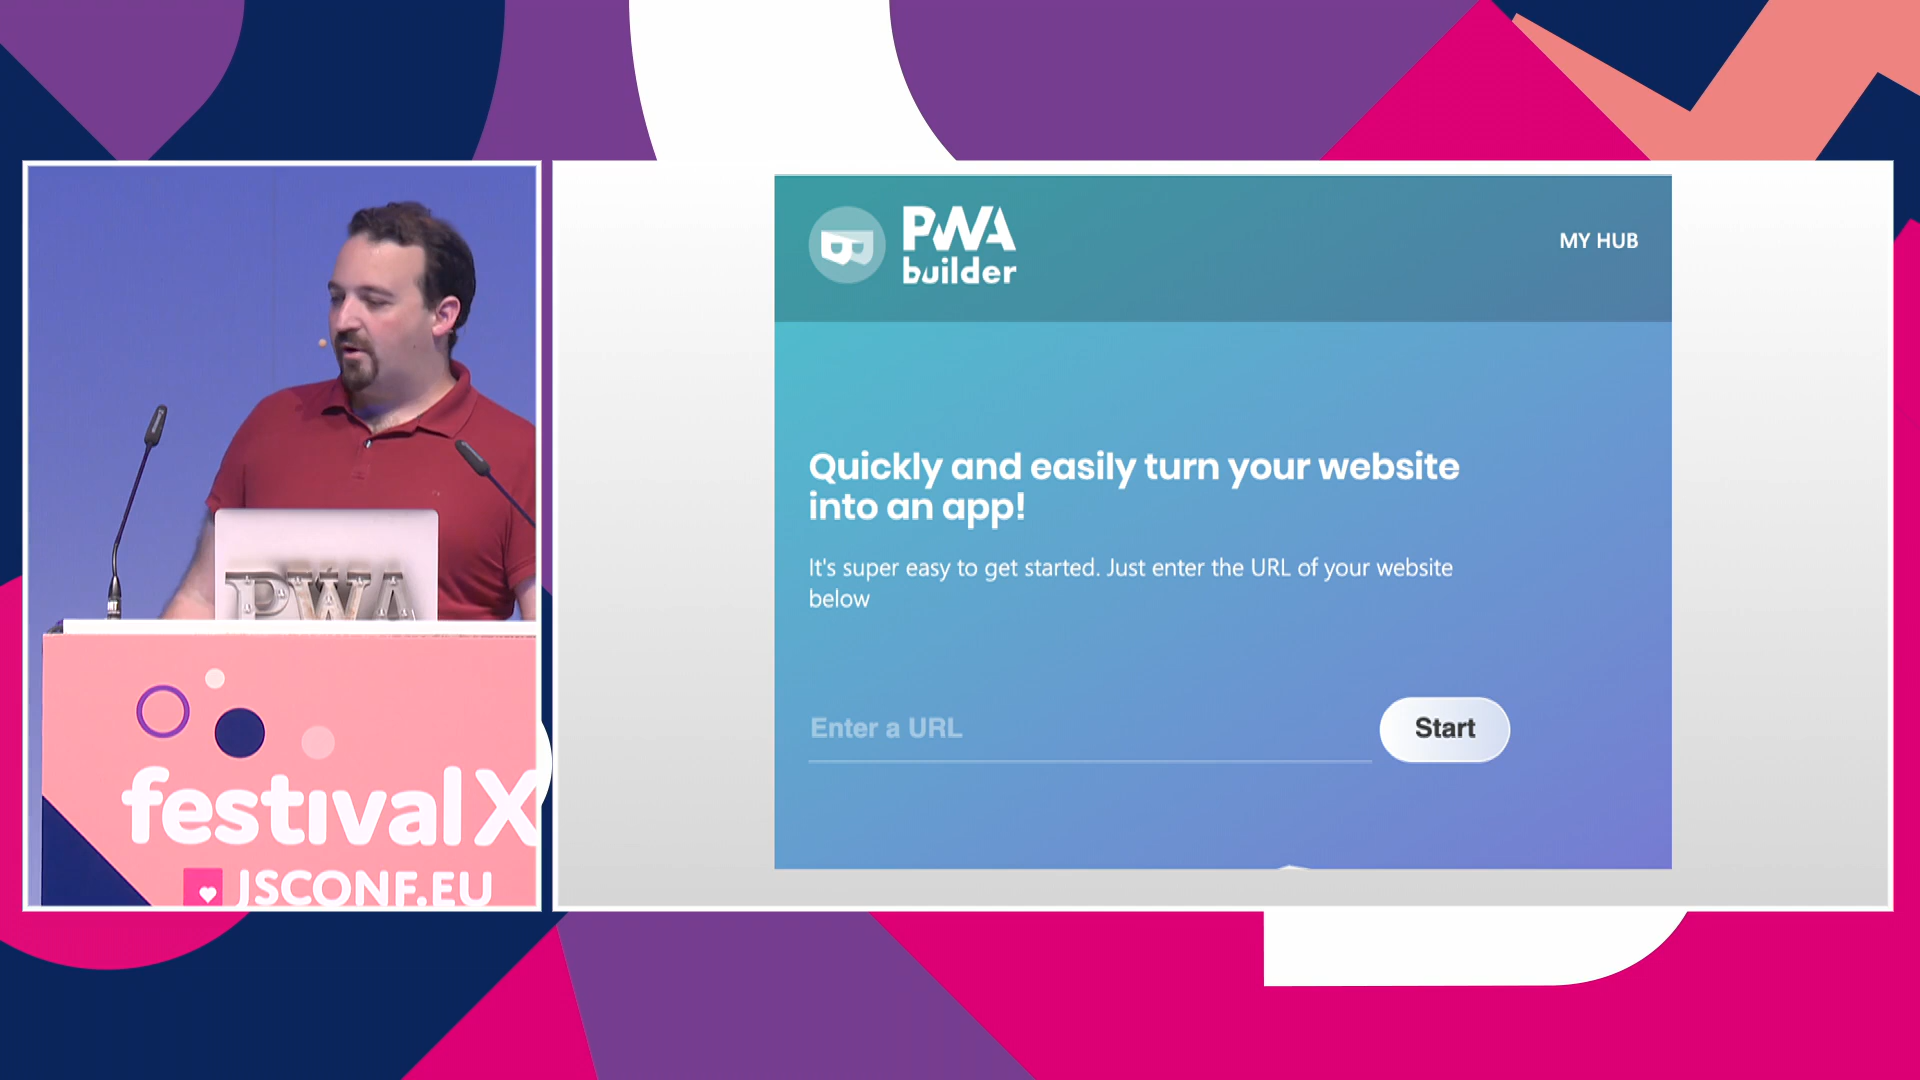 PWA
festivalX
JSCONF.EU
PWA
builder
MY HUB
Quickly and easily turn your website
into an app!
It's super easy to get started. Just enter the URL of your website
below
Enter a URL
Start